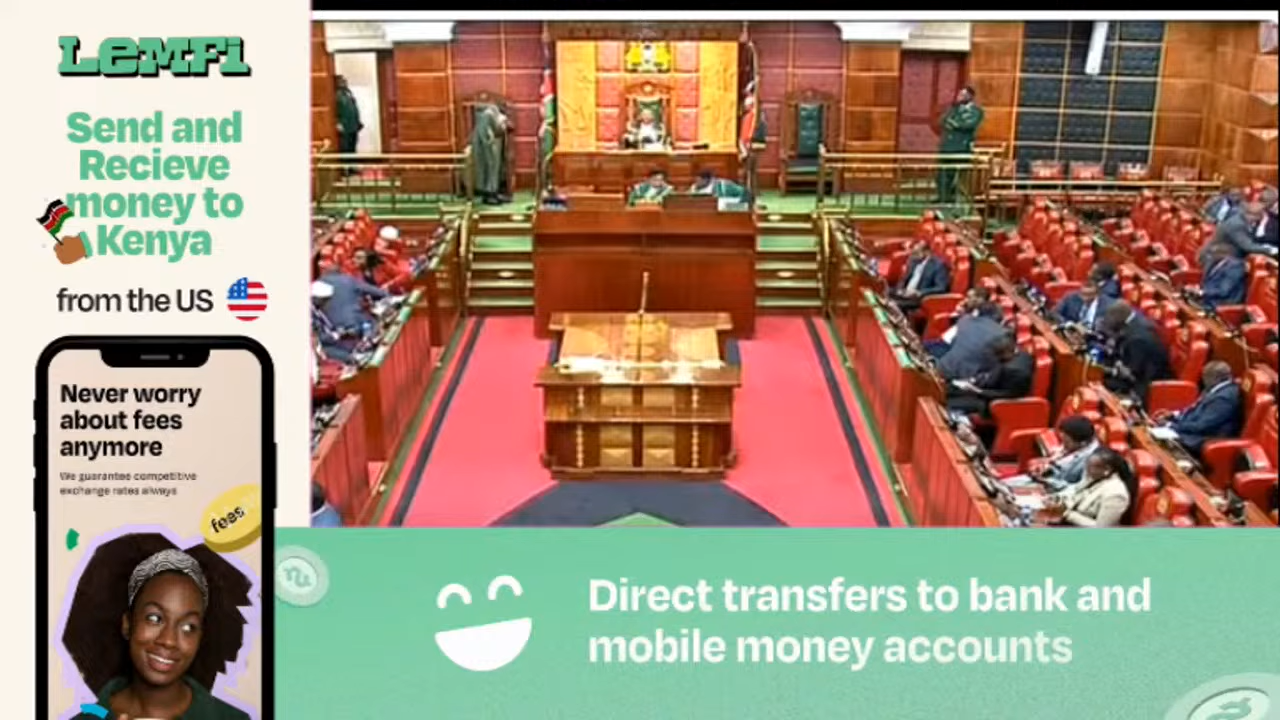 LeMFi
Send and
Recieve
money to
Kenya
from the US
Never worry
about fees
anymore
We guarantee competitive
exchange rates always
fees
Direct transfers to bank and
mobile money accounts